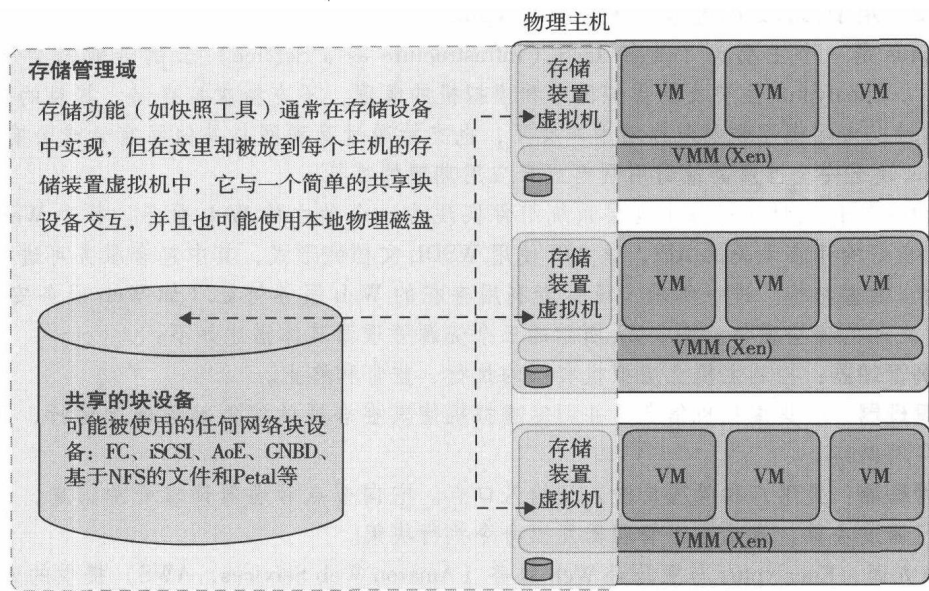 物理主机
存储管理域
存储功能（如快照工具）通常在存储设备
中实现，但在这里却被放到每个主机的存
储装置虚拟机中，它与一个简单的共享块
设备交互，并且也可能使用本地物理磁盘
存储
装置
虚拟机
VM
VM
VM
VMM (Xen)
存储
装置
虚拟机
VM
VM
VM
VMM (Xen)
共享的块设备
可能被使用的任何网络块设
备：FC、iSCSI、AoE、GNBD、
基于NFS的文件和Petal等
存储
装置
虚拟机
VM
VM
VM
VMM (Xen)